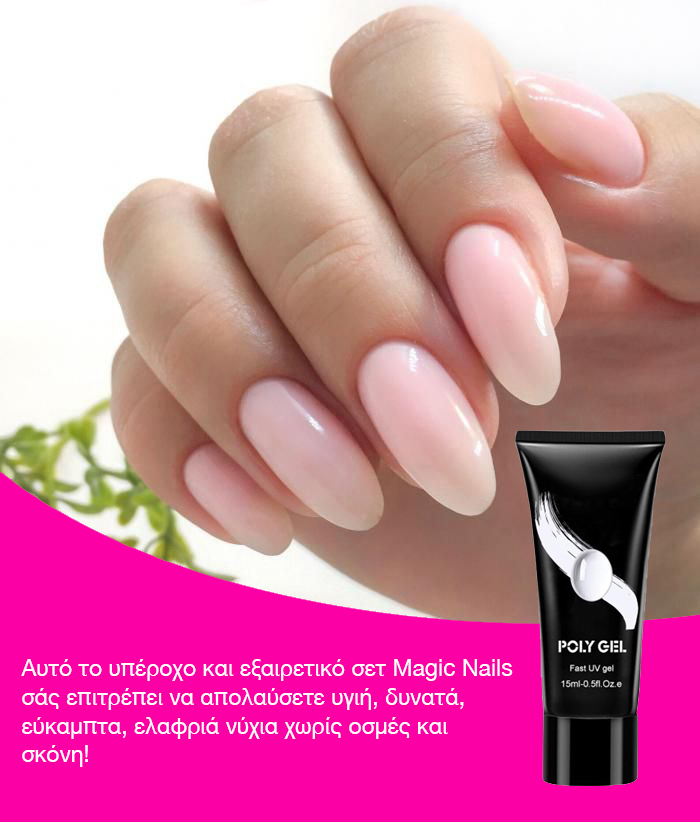 POLY GEL
Fast UV gel
15ml-0.5fl.Oz.e
Αυτό το υπέροχο και εξαιρετικό σετ Magic Nails
σάς επιτρέπει να απολαύσετε υγιή, δυνατά,
εύκαμπτα, ελαφριά νύχια χωρίς οσμές και
σκόνη!